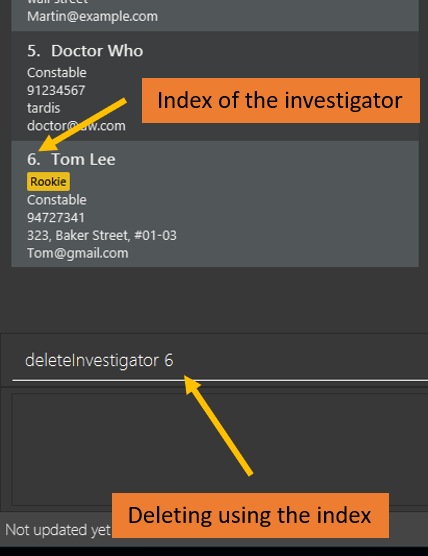 wall street
Martin@example.com
5. Doctor Who
Constable
91234567
tardis
doctor@dw.com
Index of the investigator
6. Tom Lee
Rookie
Constable
94727341
323, Baker Street, #01-03
Tom@gmail.com
deleteInvestigator 6
Deleting using the index
Not updated yet